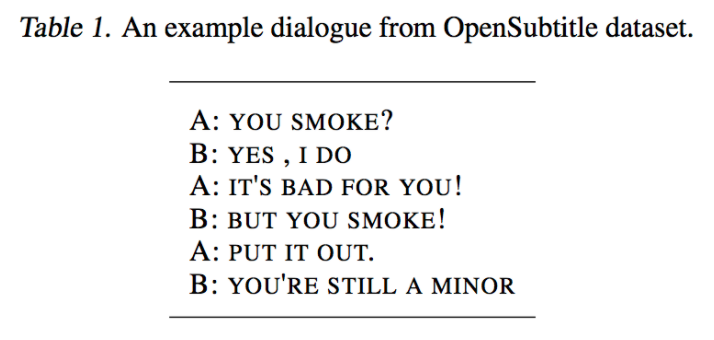 Table 1. An example dialogue from OpenSubtitle dataset.
A: YOU SMOKE?
B: YES , I DO
A: IT'S BAD FOR YOU!
B: BUT YOU SMOKE!
A: PUT IT OUT.
B: YOU'RE STILL A MINOR